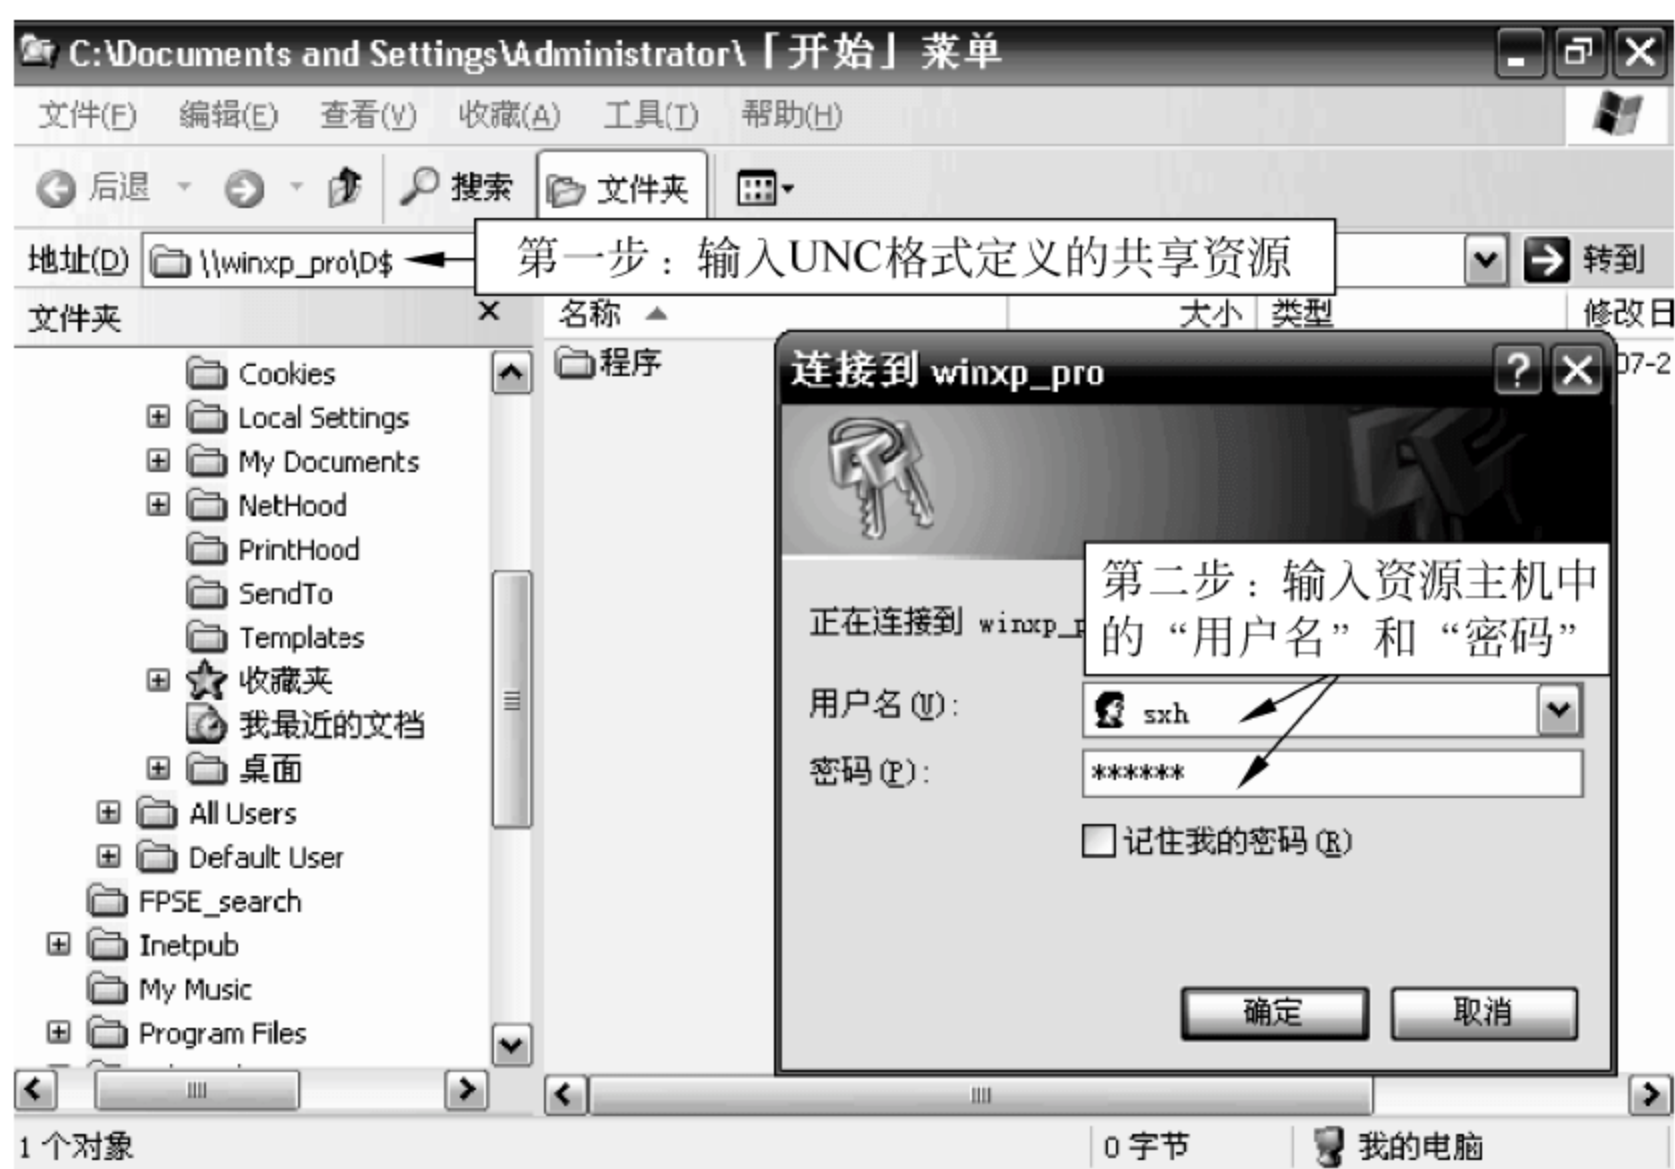 C:\Documents and Settings\Administrator\「开始」菜单
文件(F) 编辑(E) 查看(V) 收藏(A) 工具(T) 帮助(H)
后退 搜索 文件夹
地址(D) \\winxp_pro\D$ 第一步：输入UNC格式定义的共享资源 转到
文件夹
名称 大小 类型 修改日
Cookies
Local Settings
My Documents
NetHood
PrintHood
SendTo
Templates
收藏夹
我最近的文档
桌面
All Users
Default User
FPSE_search
Inetpub
My Music
Program Files
程序 07-2
连接到 winxp_pro
第二步：输入资源主机中
的“用户名”和“密码”
正在连接到 winxp_p
用户名(U)： sxh
密码(P)： ******
记住我的密码(R)
确定 取消
1 个对象 0 字节 我的电脑